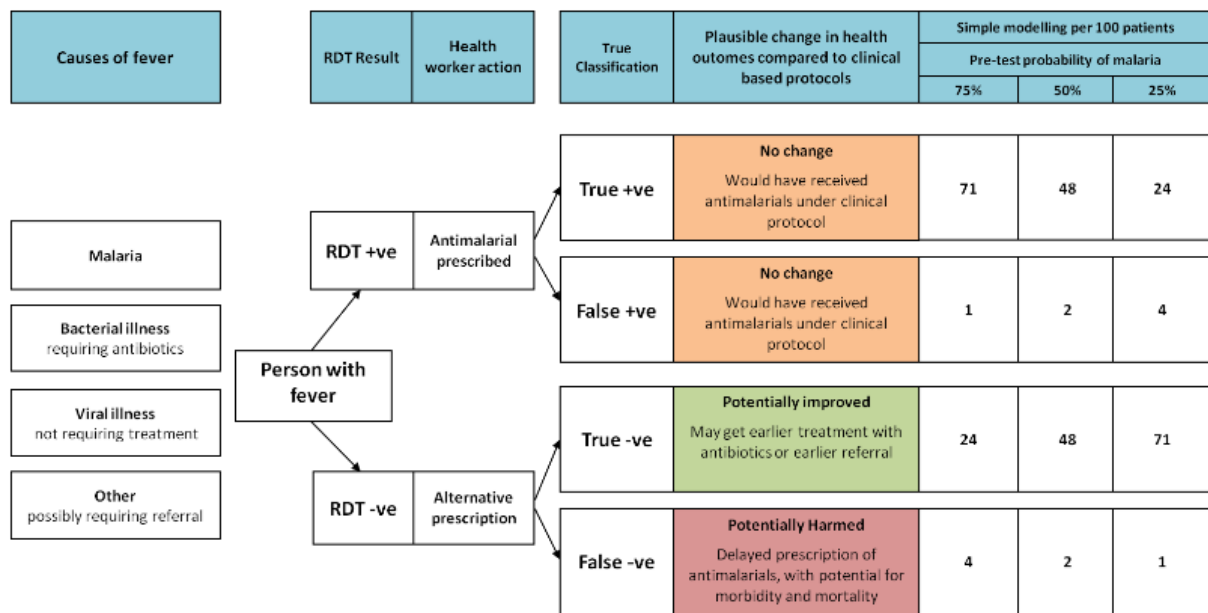 Causes of fever
RDT Result
Health
worker action
True
Classification
Plausible change in health
outcomes compared to clinical
based protocols
Simple modelling per 100 patients
Pre-test probability of malaria
75%
50%
25%
Malaria
Bacterial illness
requiring antibiotics
Viral illness
not requiring treatment
Other
possibly requiring referral
Person with
fever
RDT +ve
Antimalarial
prescribed
True +ve
No change
Would have received
antimalarials under clinical
protocol
71
48
24
False +ve
No change
Would have received
antimalarials under clinical
protocol
1
2
4
RDT -ve
Alternative
prescription
True -ve
Potentially improved
May get earlier treatment with
antibiotics or earlier referral
24
48
71
False -ve
Potentially Harmed
Delayed prescription of
antimalarials, with potential for
morbidity and mortality
4
2
1